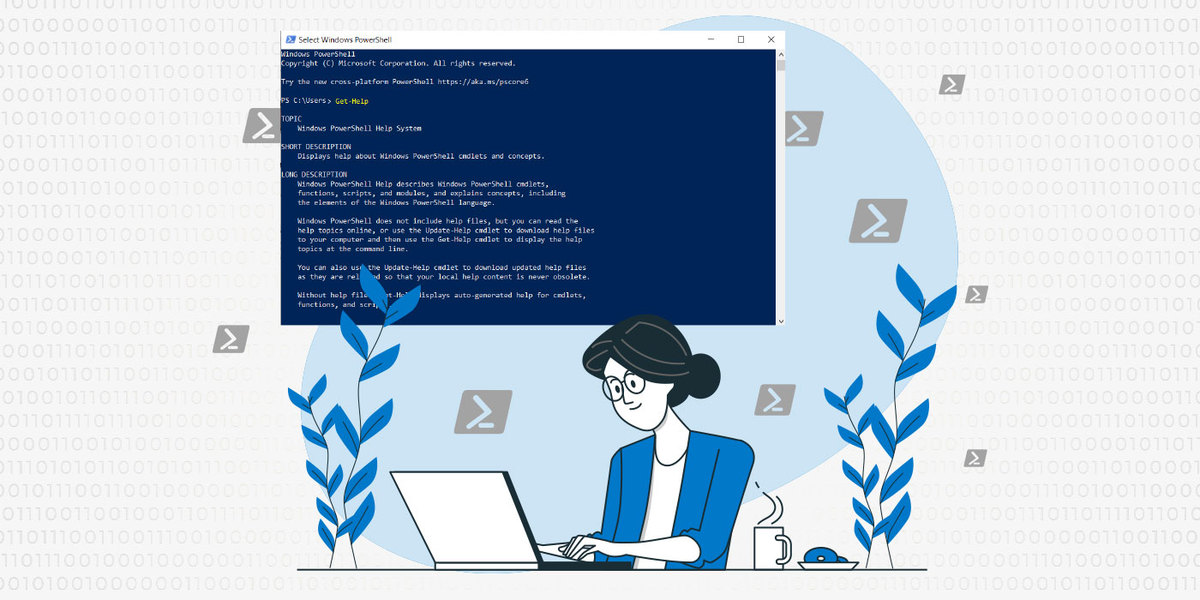 Select Windows PowerShell
Windows PowerShell
Copyright (C) Microsoft Corporation. All rights reserved.
Try the new cross-platform PowerShell https://aka.ms/pscore6
PS C:\Users> Get-Help
TOPIC
Windows PowerShell Help System
SHORT DESCRIPTION
Displays help about Windows PowerShell cmdlets and concepts.
LONG DESCRIPTION
Windows PowerShell Help describes Windows PowerShell cmdlets,
functions, scripts, and modules, and explains concepts, including
the elements of the Windows PowerShell language.
Windows PowerShell does not include help files, but you can read the
help topics online, or use the Update-Help cmdlet to download help files
to your computer and then use the Get-Help cmdlet to display the help
topics at the command line.
You can also use the Update-Help cmdlet to download updated help files
as they are so that your local help content is never obsolete.
Without help displays auto-generated help for cmdlets,
functions, and